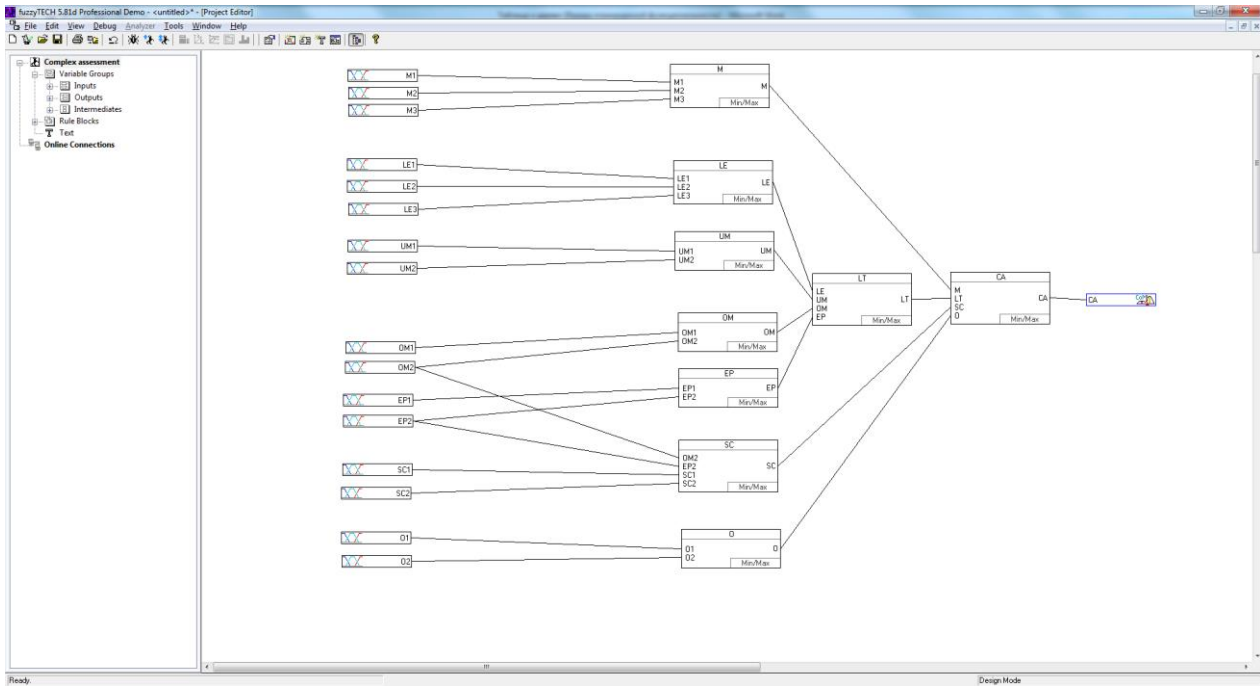 fuzzyTECH 5.81d Professional Demo - <untitled>* - [Project Editor]
File Edit View Debug Analyzer Tools Window Help
Complex assessment
Variable Groups
Inputs
Outputs
Intermediates
Rule Blocks
T Text
Online Connections
M1
M2
M3
M
M1
M2
M3
M
Min/Max
LE1
LE2
LE3
LE
LE1
LE2
LE3
LE
Min/Max
UM1
UM2
UM
UM1
UM2
UM
Min/Max
OM1
OM2
OM
OM1
OM2
OM
Min/Max
EP1
EP2
EP
EP1
EP2
EP
Min/Max
SC1
SC2
SC
OM2
EP2
SC1
SC2
SC
Min/Max
O1
O2
O
O1
O2
O
Min/Max
LT
LE
UM
OM
EP
LT
Min/Max
CA
M
LT
SC
O
CA
Min/Max
CA
Ready.
Design Mode